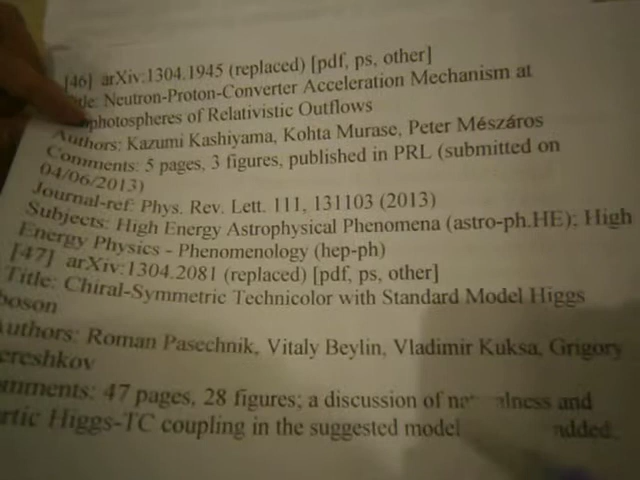 [46] arXiv:1304.1945 (replaced) [pdf, ps, other]
Neutron-Proton-Converter Acceleration Mechanism at
of Relativistic Outflows
Authors: Kazumi Kashiyama, Kohta Murase, Peter Mészáros
Comments: 5 pages, 3 figures, published in PRL (submitted on
04/06/2013)
Journal-ref: Phys. Rev. Lett. 111, 131103 (2013)
Subjects: High Energy Astrophysical Phenomena (astro-ph.HE); High
Energy Physics - Phenomenology (hep-ph)
[47] arXiv:1304.2081 (replaced) [pdf, ps, other]
Title: Chiral-Symmetric Technicolor with Standard Model Higgs
boson
Authors: Roman Pasechnik, Vitaly Beylin, Vladimir Kuksa, Grigory
ereshkov
mments: 47 pages, 28 figures; a discussion of and
rtic Higgs-TC coupling in the suggested model added.